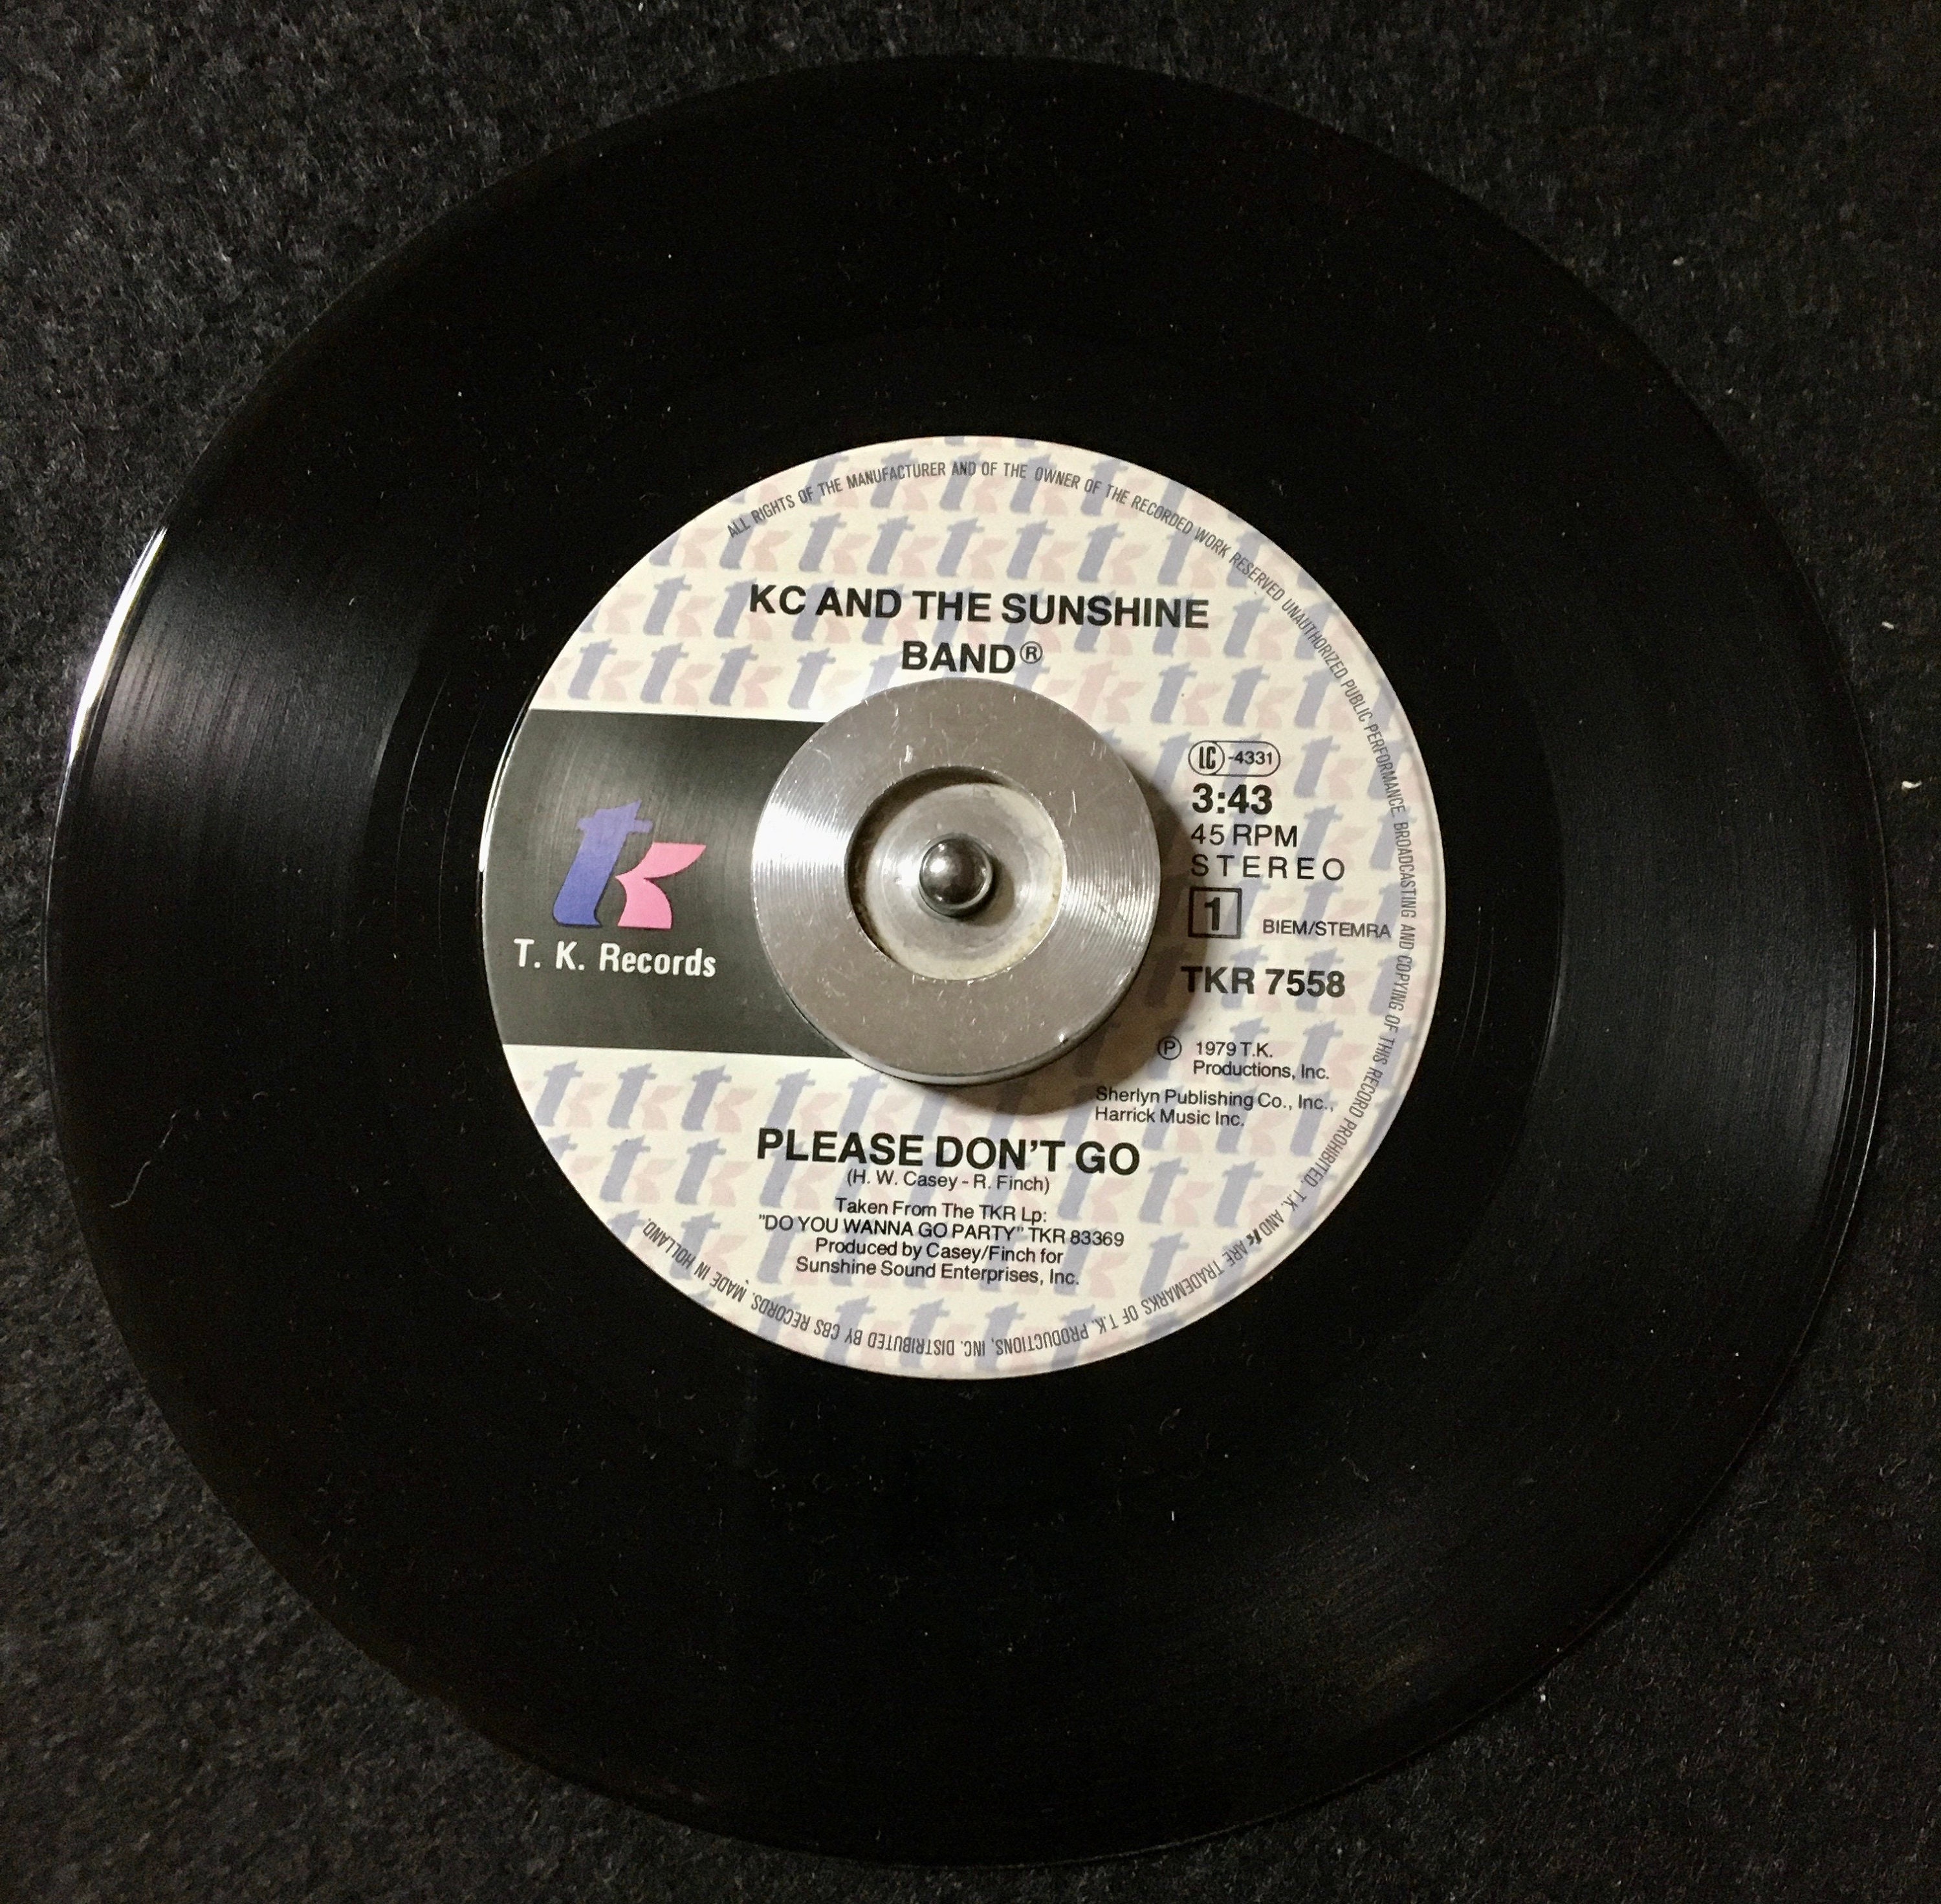 KC AND THE SUNSHINE
BAND®
tk
T. K. Records
LC -4331
3:43
45 RPM
STEREO
1 BIEM/STEMRA
TKR 7558
Ⓟ 1979 T.K.
Productions, Inc.
Sherlyn Publishing Co., Inc.,
Harrick Music Inc.
PLEASE DON'T GO
(H. W. Casey - R. Finch)
Taken From The TKR Lp:
"DO YOU WANNA GO PARTY" TKR 83369
Produced by Casey/Finch for
Sunshine Sound Enterprises, Inc.
ALL RIGHTS OF THE MANUFACTURER AND OF THE OWNER OF THE RECORDED WORK RESERVED UNAUTHORIZED PUBLIC PERFORMANCE. BROADCASTING AND COPYING OF THIS RECORD PROHIBITED. T.K. AND tk ARE TRADEMARKS OF T.K. PRODUCTIONS, INC. DISTRIBUTED BY CBS RECORDS. MADE IN HOLLAND